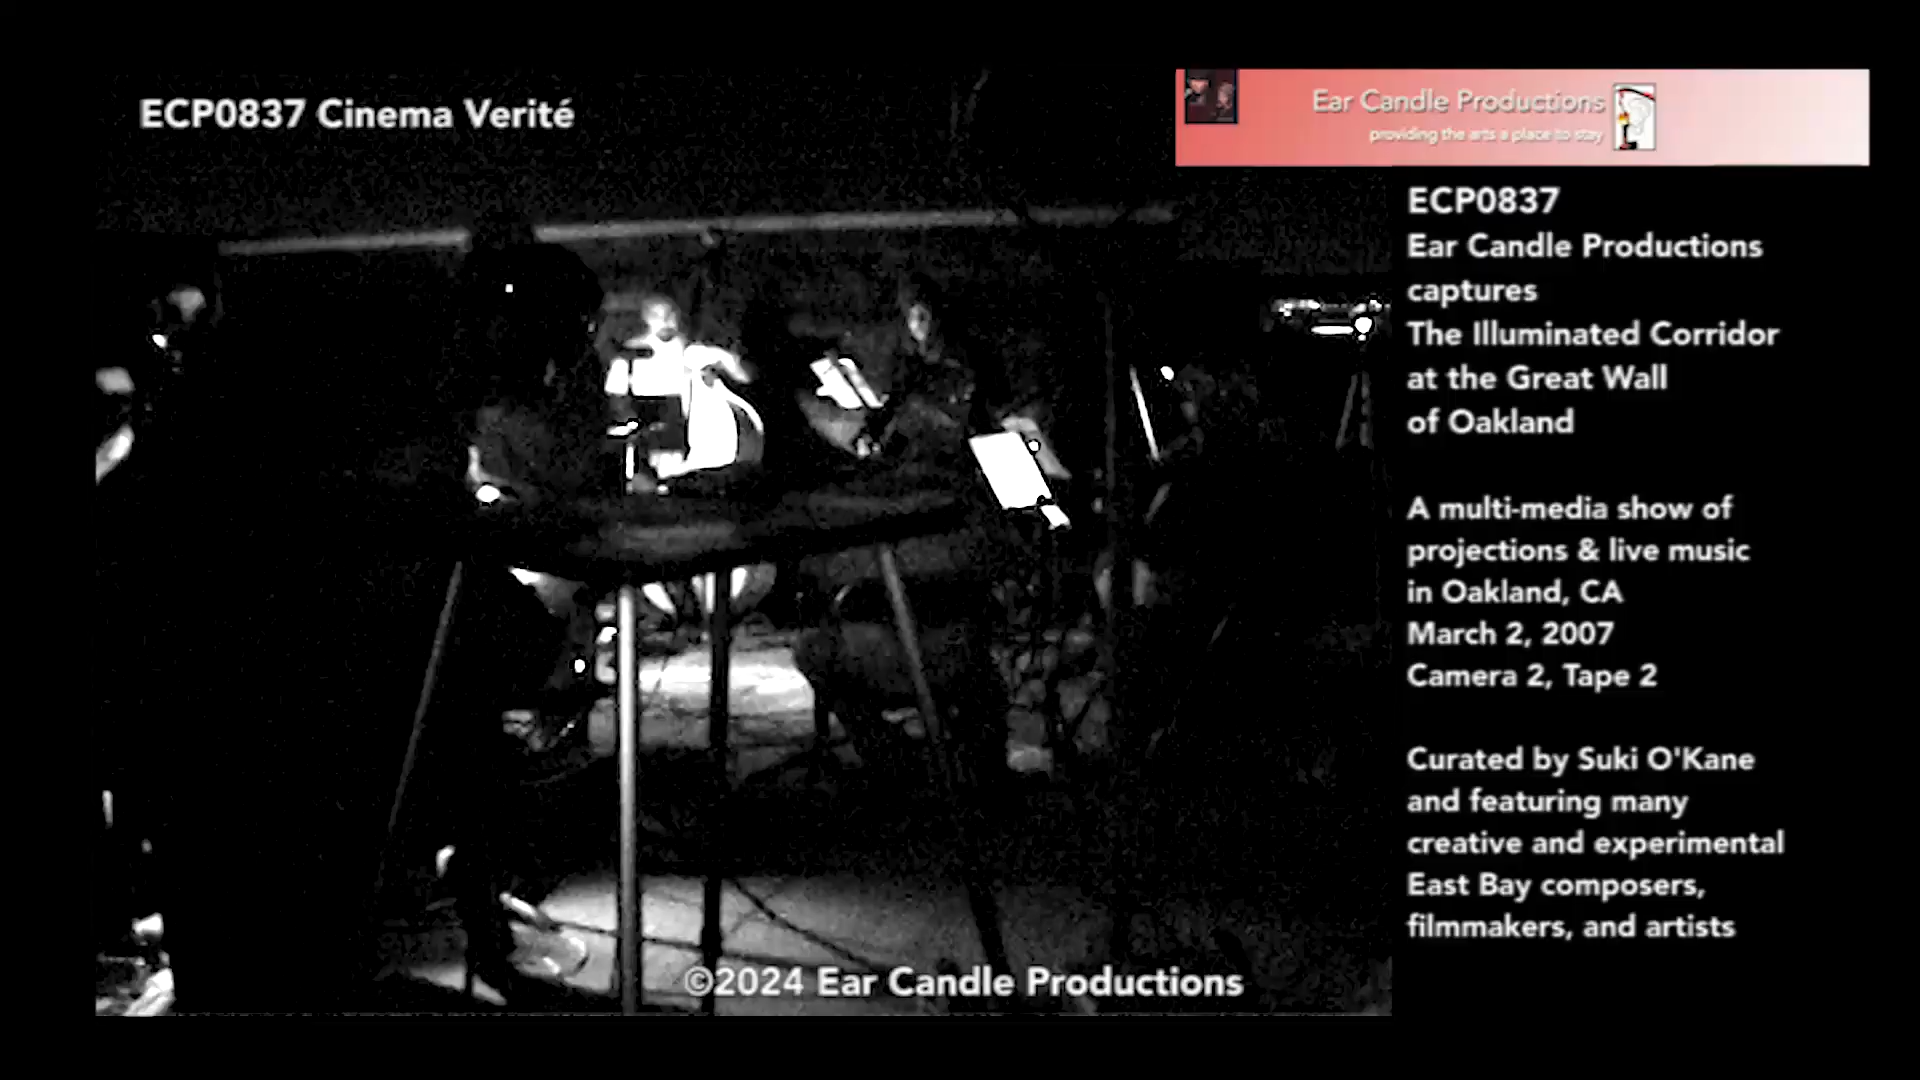 ECP0837 Cinema Verité
Ear Candle Productions
providing the arts a place to stay
ECP0837
Ear Candle Productions
captures
The Illuminated Corridor
at the Great Wall
of Oakland
A multi-media show of
projections & live music
in Oakland, CA
March 2, 2007
Camera 2, Tape 2
Curated by Suki O'Kane
and featuring many
creative and experimental
East Bay composers,
filmmakers, and artists
©2024 Ear Candle Productions